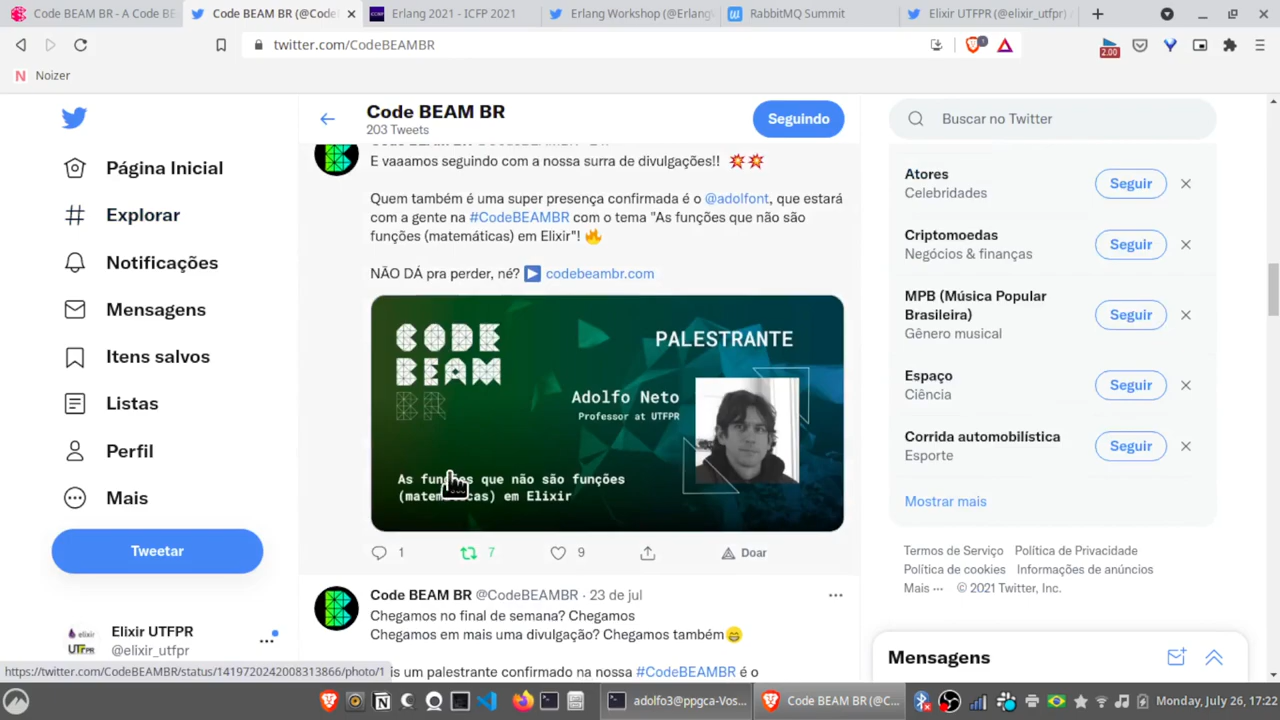 Code BEAM BR - A Code BE
Code BEAM BR (@Codel
Erlang 2021 - ICFP 2021
Erlang Workshop (@Erlang
RabbitMQ Summit
Elixir UTFPR (@elixir_utfpr)
twitter.com/CodeBEAMBR
2.00
Noizer
Página Inicial
Explorar
Notificações
Mensagens
Itens salvos
Listas
Perfil
Mais
Tweetar
Elixir UTFPR
@elixir_utfpr
Code BEAM BR
203 Tweets
Seguindo
E vaaamos seguindo com a nossa surra de divulgações!! 💥💥
Quem também é uma super presença confirmada é o @adolfont, que estará
com a gente na #CodeBEAMBR com o tema "As funções que não são
funções (matemáticas) em Elixir"! 🔥
NÃO DÁ pra perder, né? ▶ codebeambr.com
CODE
BEAM
BR
PALESTRANTE
Adolfo Neto
Professor at UTFPR
As funções que não são funções
(matemáticas) em Elixir
1
7
9
Doar
Code BEAM BR @CodeBEAMBR · 23 de jul
Chegamos no final de semana? Chegamos
Chegamos em mais uma divulgação? Chegamos também😁
is um palestrante confirmado na nossa #CodeBEAMBR é o
Buscar no Twitter
Atores
Celebridades
Seguir
Criptomoedas
Negócios & finanças
Seguir
MPB (Música Popular
Brasileira)
Gênero musical
Seguir
Espaço
Ciência
Seguir
Corrida automobilística
Esporte
Seguir
Mostrar mais
Termos de Serviço Política de Privacidade
Política de cookies Informações de anúncios
Mais ··· © 2021 Twitter, Inc.
Mensagens
https://twitter.com/CodeBEAMBR/status/1419720242008313866/photo/1
adolfo3@ppgca-Vos...
Code BEAM BR (@C...
Monday, July 26, 17:22